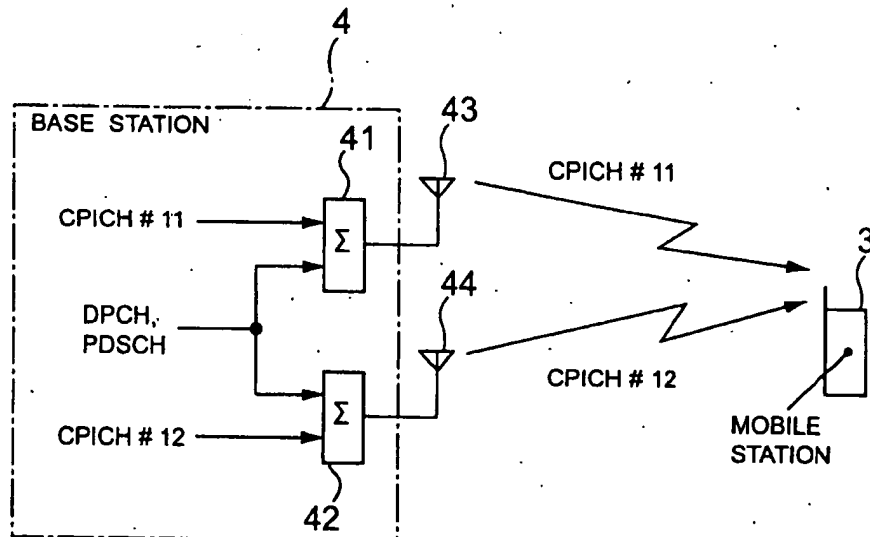 4
BASE STATION
41
43
CPICH # 11
CPICH # 11
Σ
3
44
DPCH,
PDSCH
Σ
CPICH # 12
CPICH # 12
MOBILE
STATION
42